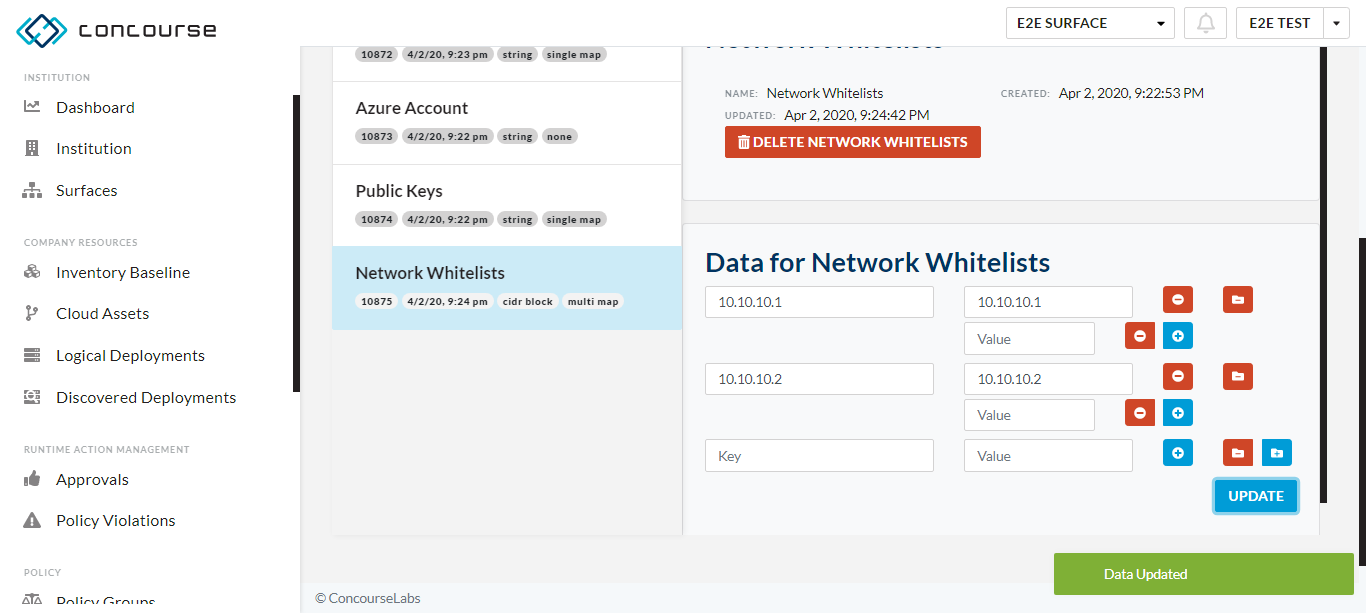 concourse
E2E SURFACE
E2E TEST
INSTITUTION
Dashboard
Institution
Surfaces
COMPANY RESOURCES
Inventory Baseline
Cloud Assets
Logical Deployments
Discovered Deployments
RUNTIME ACTION MANAGEMENT
Approvals
Policy Violations
POLICY
Policy Groups
10872 4/2/20, 9:23 pm string single map
Azure Account
10873 4/2/20, 9:22 pm string none
Public Keys
10874 4/2/20, 9:22 pm string single map
Network Whitelists
10875 4/2/20, 9:24 pm cidr block multi map
Network Whitelists
NAME: Network Whitelists CREATED: Apr 2, 2020, 9:22:53 PM
UPDATED: Apr 2, 2020, 9:24:42 PM
DELETE NETWORK WHITELISTS
Data for Network Whitelists
10.10.10.1 10.10.10.1
Value
10.10.10.2 10.10.10.2
Value
Key Value
UPDATE
Data Updated
© ConcourseLabs